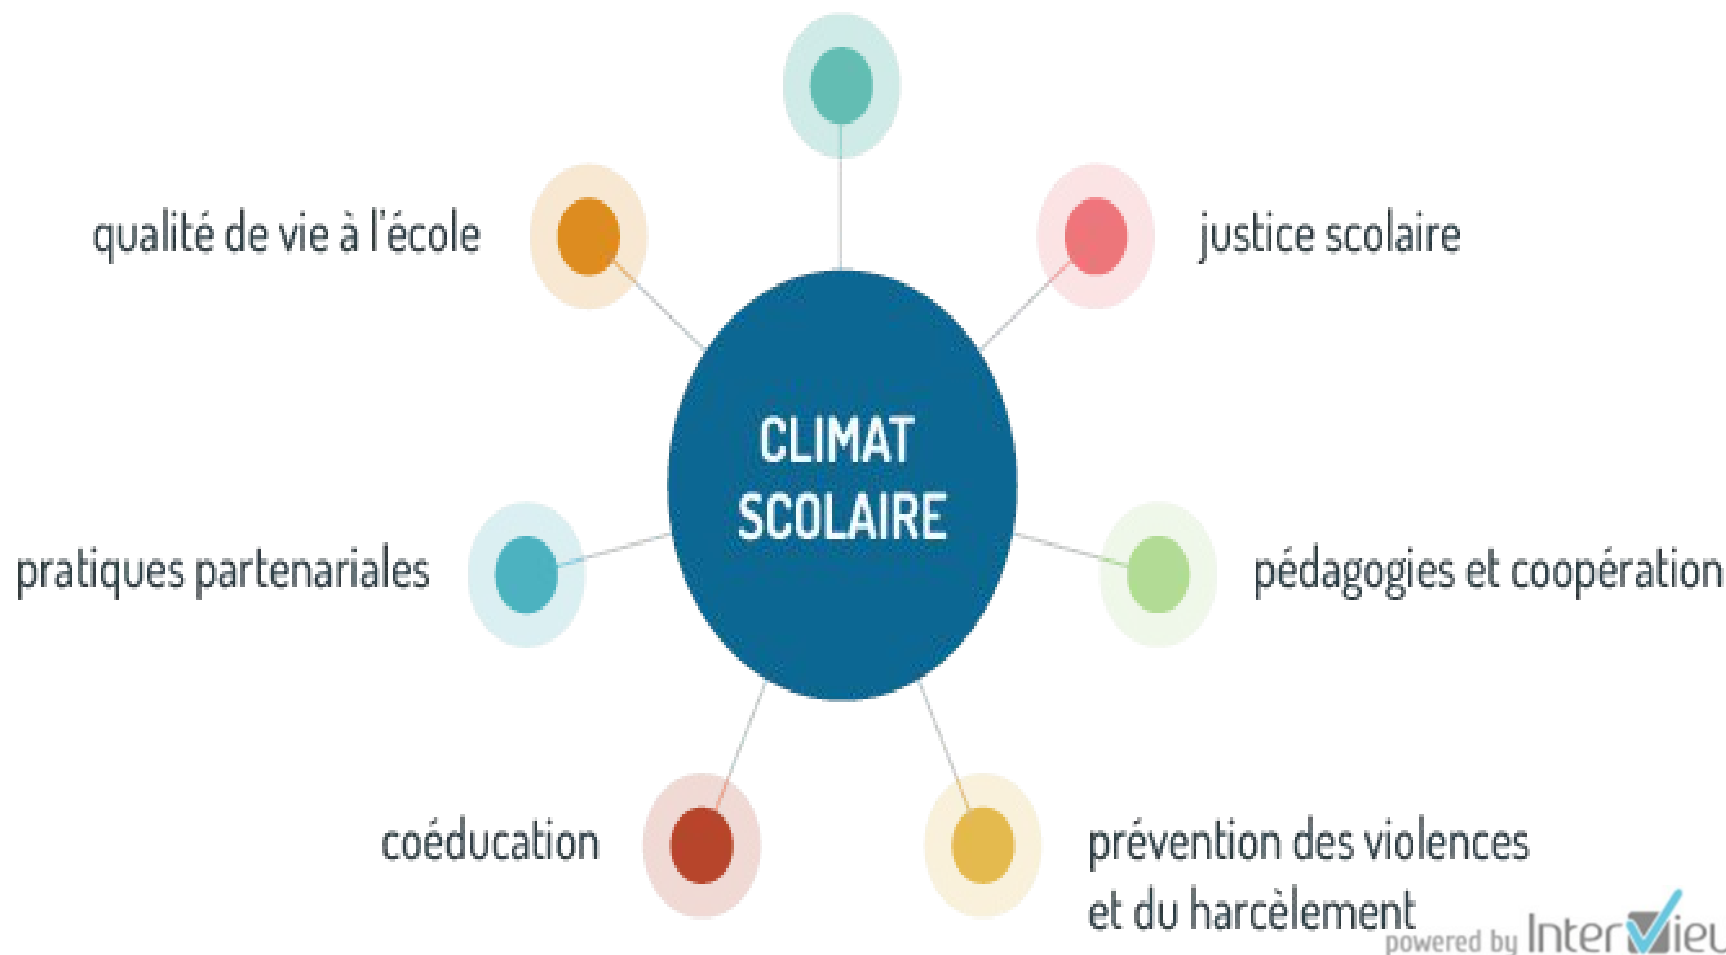 qualité de vie à l'école
justice scolaire
CLIMAT
SCOLAIRE
pratiques partenariales
pédagogies et coopération
coéducation
prévention des violences
et du harcèlement
powered by Inter